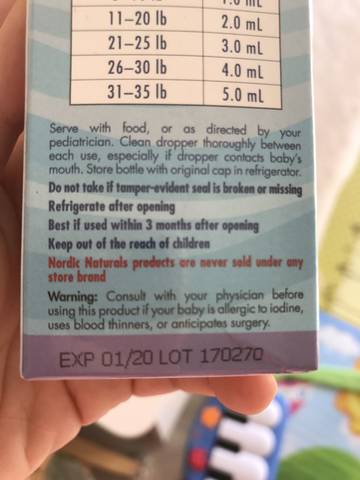 11–20 lb 2.0 mL
21–25 lb 3.0 mL
26–30 lb 4.0 mL
31–35 lb 5.0 mL
Serve with food, or as directed by your
pediatrician. Clean dropper thoroughly between
each use, especially if dropper contacts baby's
mouth. Store bottle with original cap in refrigerator.
Do not take if tamper-evident seal is broken or missing
Refrigerate after opening
Best if used within 3 months after opening
Keep out of the reach of children
Nordic Naturals products are never sold under any
store brand
Warning: Consult with your physician before
using this product if your baby is allergic to iodine,
uses blood thinners, or anticipates surgery.
EXP 01/20 LOT 170270